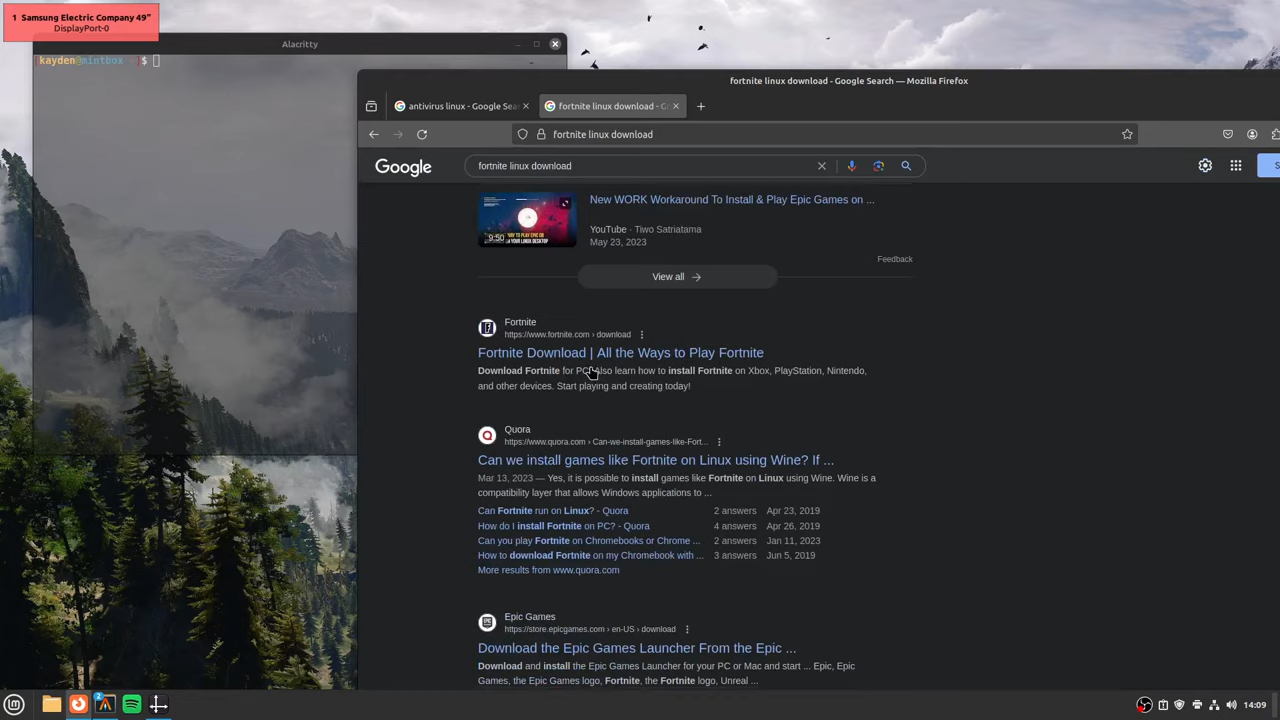 1 Samsung Electric Company 49"
DisplayPort-0
Alacritty
[kayden@mintbox ~]$
fortnite linux download - Google Search — Mozilla Firefox
antivirus linux - Google Sea
fortnite linux download - G
fortnite linux download
Google
fortnite linux download
S
New WORK Workaround To Install & Play Epic Games on ...
YouTube · Tiwo Satriatama
May 23, 2023
9:50
Feedback
View all
Fortnite
https://www.fortnite.com › download
Fortnite Download | All the Ways to Play Fortnite
Download Fortnite for PC. Also learn how to install Fortnite on Xbox, PlayStation, Nintendo,
and other devices. Start playing and creating today!
Quora
https://www.quora.com › Can-we-install-games-like-Fort...
Can we install games like Fortnite on Linux using Wine? If ...
Mar 13, 2023 — Yes, it is possible to install games like Fortnite on Linux using Wine. Wine is a
compatibility layer that allows Windows applications to ...
Can Fortnite run on Linux? - Quora 2 answers Apr 23, 2019
How do I install Fortnite on PC? - Quora 4 answers Apr 26, 2019
Can you play Fortnite on Chromebooks or Chrome ... 2 answers Jan 11, 2023
How to download Fortnite on my Chromebook with ... 3 answers Jun 5, 2019
More results from www.quora.com
Epic Games
https://store.epicgames.com › en-US › download
Download the Epic Games Launcher From the Epic ...
Download and install the Epic Games Launcher for your PC or Mac and start ... Epic, Epic
Games, the Epic Games logo, Fortnite, the Fortnite logo, Unreal ...
2
14:09